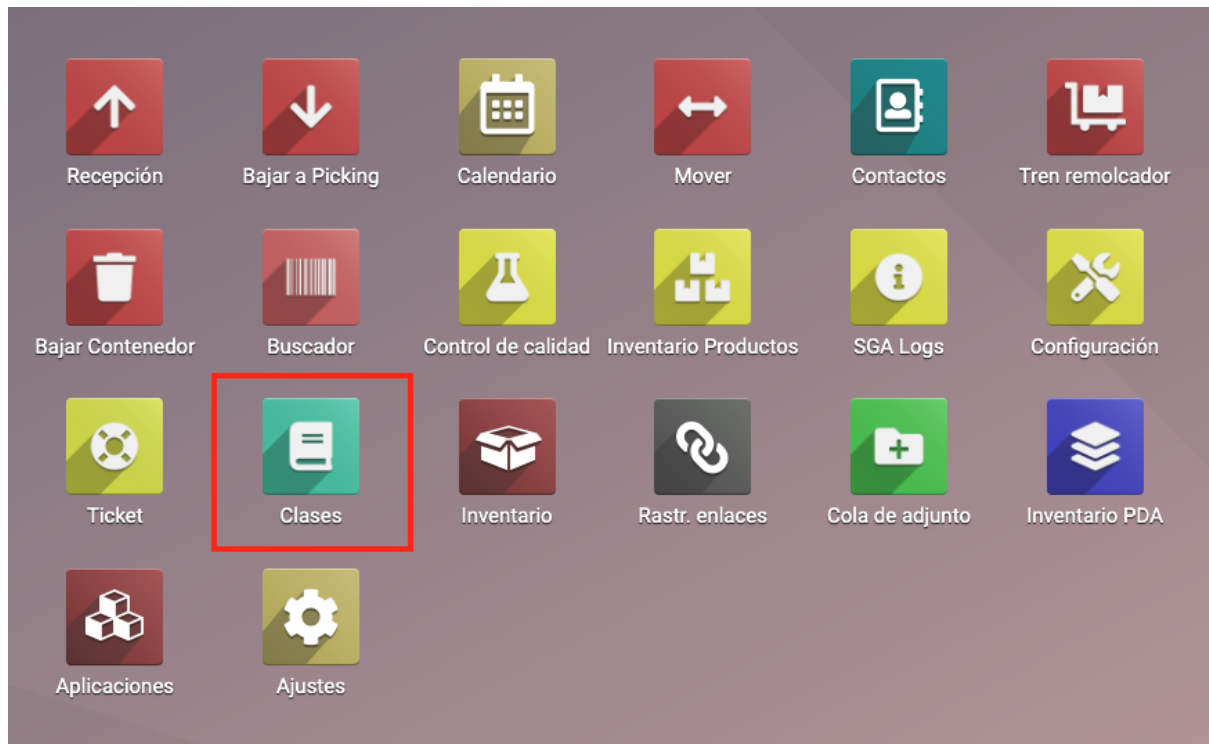 Recepción
Bajar a Picking
Calendario
Mover
Contactos
Tren remolcador
Bajar Contenedor
Buscador
Control de calidad
Inventario Productos
SGA Logs
Configuración
Ticket
Clases
Inventario
Rastr. enlaces
Cola de adjunto
Inventario PDA
Aplicaciones
Ajustes